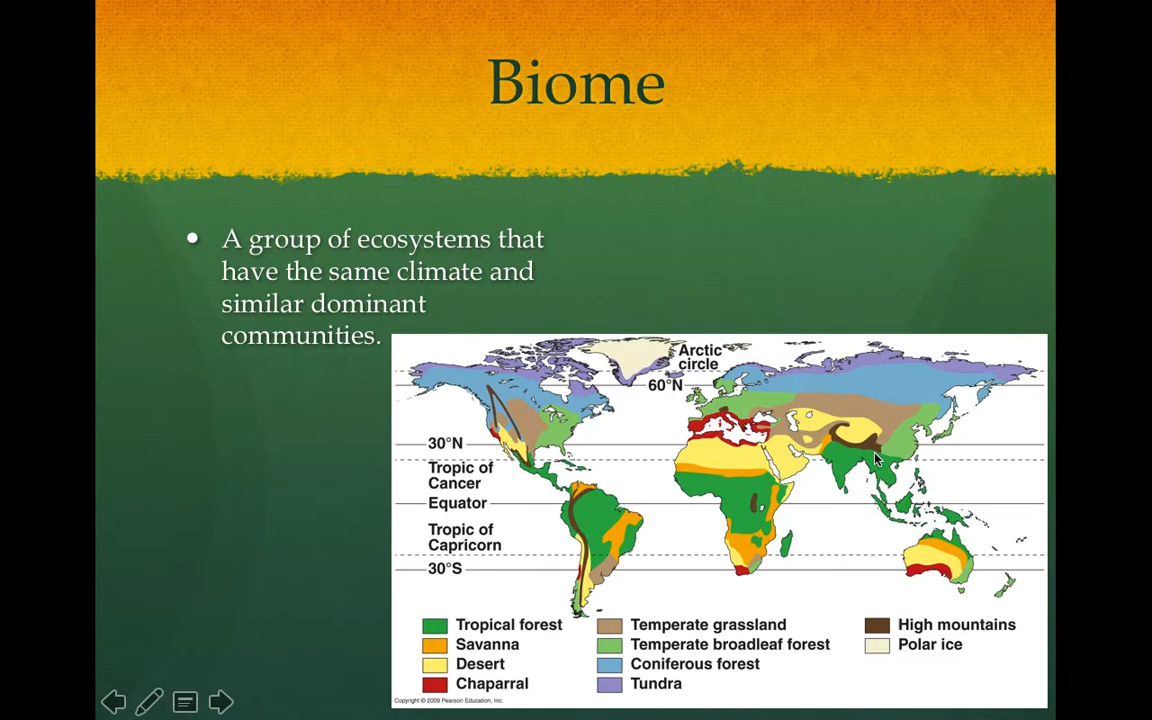 Biome
• A group of ecosystems that
have the same climate and
similar dominant
communities.
Arctic
circle
60°N
30°N
Tropic of
Cancer
Equator
Tropic of
Capricorn
30°S
Tropical forest
Savanna
Desert
Chaparral
Temperate grassland
Temperate broadleaf forest
Coniferous forest
Tundra
High mountains
Polar ice
Copyright © 2009 Pearson Education, Inc.